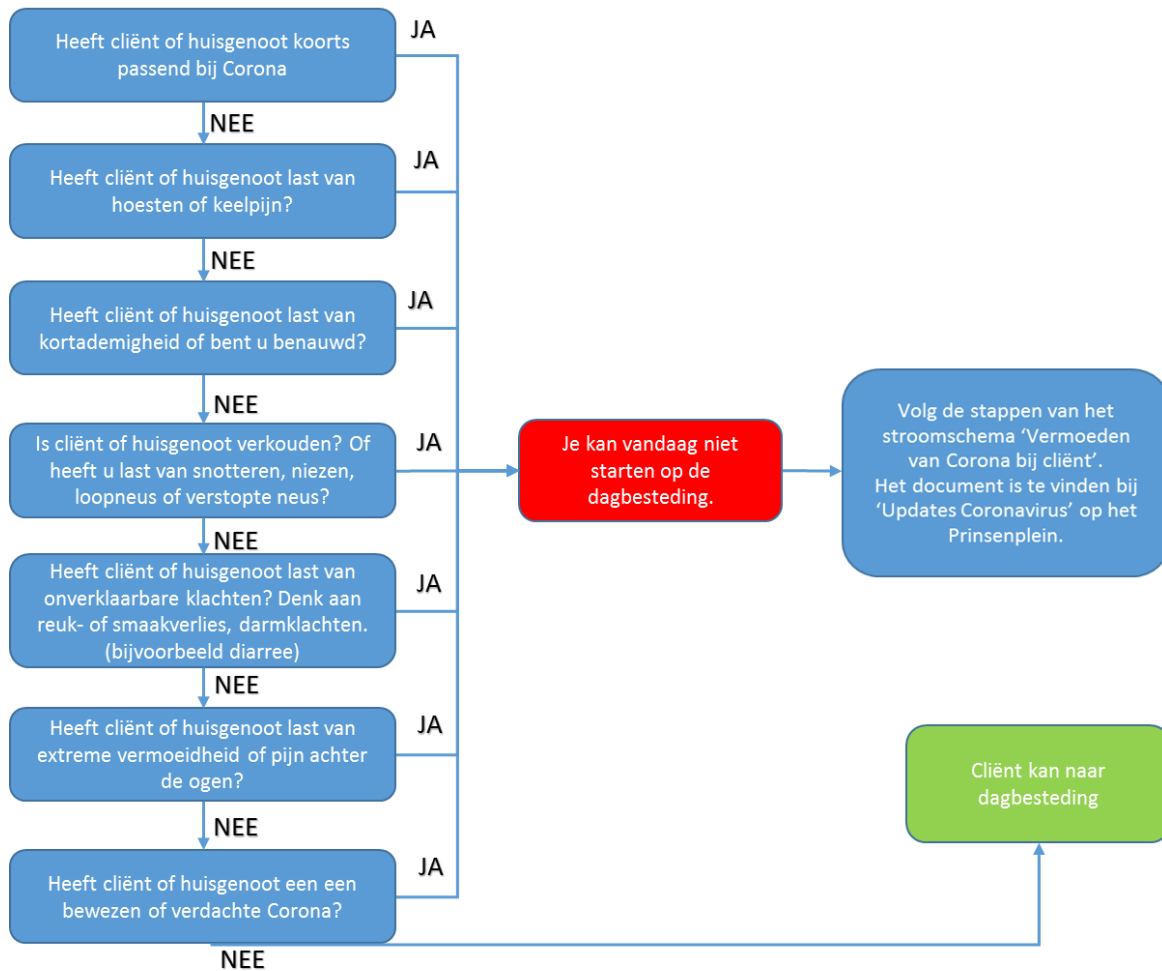 Heeft cliënt of huisgenoot koorts
passend bij Corona
JA
NEE
Heeft cliënt of huisgenoot last van
hoesten of keelpijn?
JA
NEE
Heeft cliënt of huisgenoot last van
kortademigheid of bent u benauwd?
JA
NEE
Is cliënt of huisgenoot verkouden? Of
heeft u last van snotteren, niezen,
loopneus of verstopte neus?
JA
NEE
Heeft cliënt of huisgenoot last van
onverklaarbare klachten? Denk aan
reuk- of smaakverlies, darmklachten.
(bijvoorbeeld diarree)
JA
NEE
Heeft cliënt of huisgenoot last van
extreme vermoeidheid of pijn achter
de ogen?
JA
NEE
Heeft cliënt of huisgenoot een een
bewezen of verdachte Corona?
JA
NEE
Je kan vandaag niet
starten op de
dagbesteding.
Volg de stappen van het
stroomschema ‘Vermoeden
van Corona bij cliënt’.
Het document is te vinden bij
‘Updates Coronavirus’ op het
Prinsenplein.
Cliënt kan naar
dagbesteding